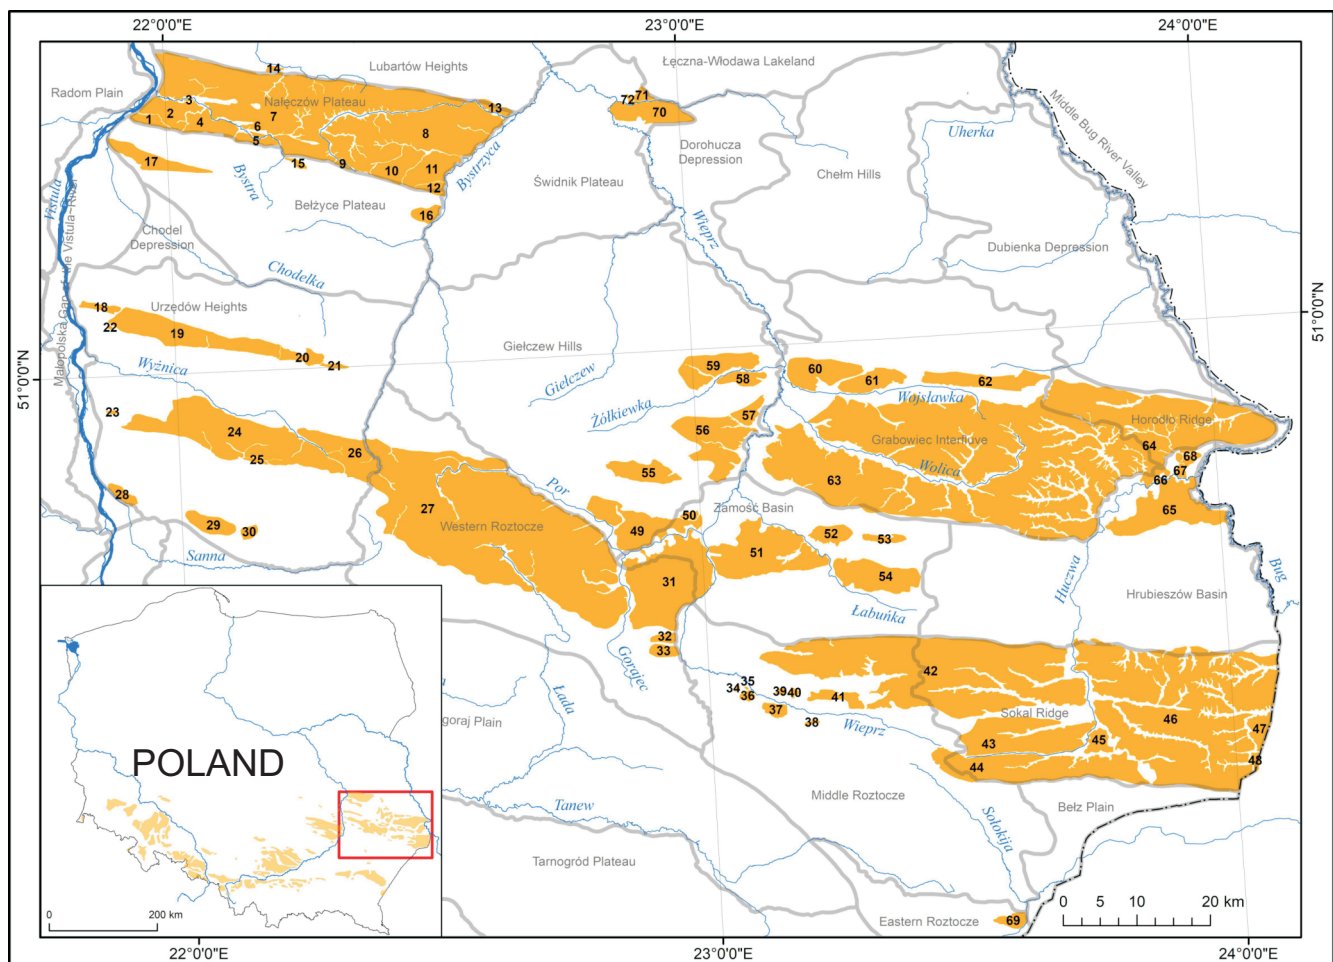 22°0'0"E
23°0'0"E
24°0'0"E
14
Lubartów Heights
Łęczna-Włodawa Lakeland
Radom Plain
3
Nałęczów Plateau
13
71
72
70
Middle Bug River Valley
1
2
4
6
7
5
8
Uherka
17
15
9
10
11
12
Bystra
Bystrzyca
Świdnik Plateau
Dorohucza
Depression
Chełm Hills
Vistula
Bełżyce Plateau
16
Wieprz
Chodel
Depression
Dubienka Depression
Małopolska Gap of the Vistula River
Chodelka
18
Urzędów Heights
22
19
20
21
51°0'0"N
51°0'0"N
Giełczew Hills
Wyżnica
Giełczew
59
58
60
61
62
Wojsławka
23
24
25
26
Żółkiewka
57
56
Grabowiec Interfluve
Horodło Ridge
64
68
67
66
55
Wolica
63
65
28
27
Por
29
30
Western Roztocze
49
50
Zamość Basin
51
52
53
54
Sanna
31
Łabuńka
Huczwa
Bug
Hrubieszów Basin
32
33
Gorajec
Łada
42
34
35
36
39
40
41
37
38
Wieprz
goraj Plain
Sokal Ridge
43
44
45
46
47
48
POLAND
Middle Roztocze
Bełz Plain
Tanew
Sołokija
Tarnogród Plateau
Eastern Roztocze
69
0 5 10 20 km
0 200 km
22°0'0"E
23°0'0"E
24°0'0"E